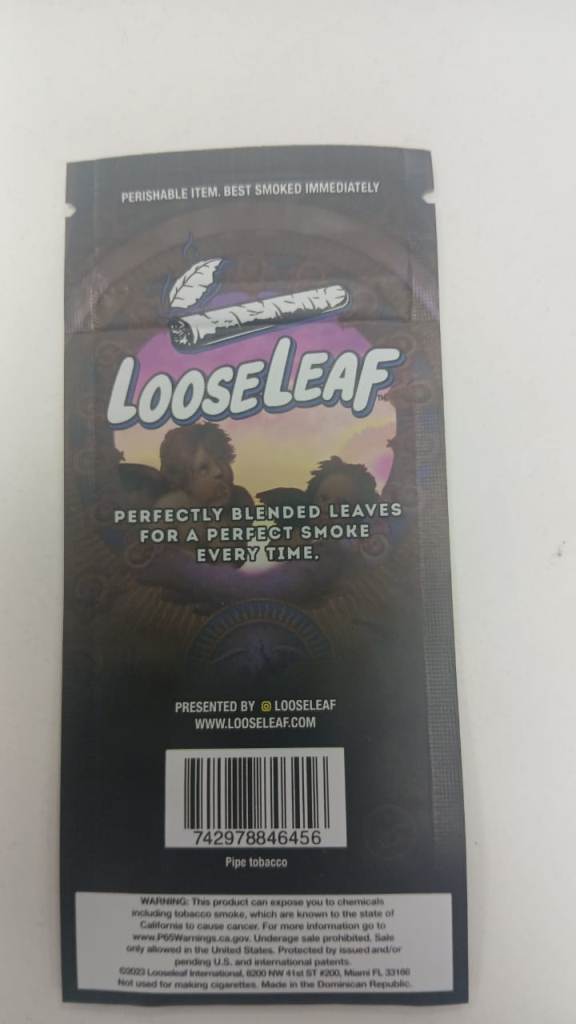 PERISHABLE ITEM. BEST SMOKED IMMEDIATELY
LOOSELEAF™
PERFECTLY BLENDED LEAVES
FOR A PERFECT SMOKE
EVERY TIME.
PRESENTED BY @ LOOSELEAF
WWW.LOOSELEAF.COM
742978846456
Pipe tobacco
WARNING: This product can expose you to chemicals
including tobacco smoke, which are known to the state of
California to cause cancer. For more information go to
www.P65Warnings.ca.gov. Underage sale prohibited. Sale
only allowed in the United States. Protected by issued and/or
pending U.S. and international patents.
©2023 Looseleaf International, 8200 NW 41st ST #200, Miami FL 33166
Not used for making cigarettes. Made in the Dominican Republic.